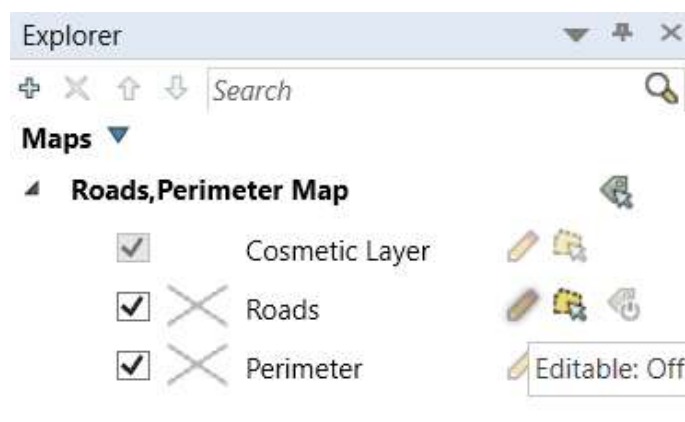 Explorer
Search
Maps
Roads,Perimeter Map
Cosmetic Layer
Roads
Perimeter
Editable: Off